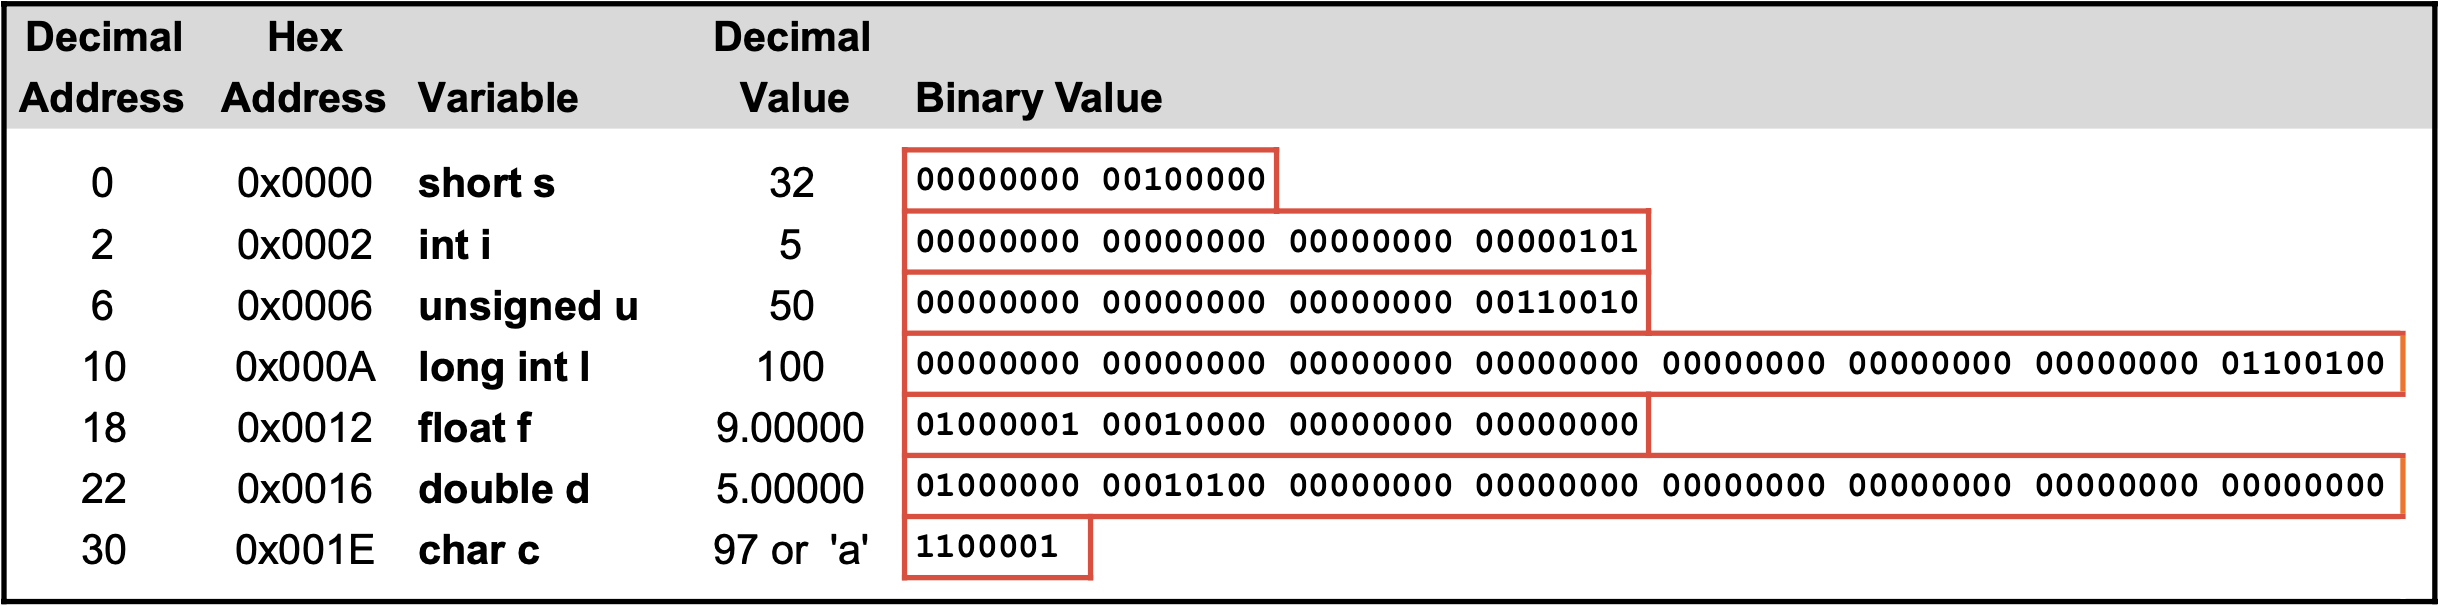 Decimal Hex Decimal
Address Address Variable Value Binary Value
0 0x0000 short s 32 00000000 00100000
2 0x0002 int i 5 00000000 00000000 00000000 00000101
6 0x0006 unsigned u 50 00000000 00000000 00000000 00110010
10 0x000A long int l 100 00000000 00000000 00000000 00000000 00000000 00000000 00000000 01100100
18 0x0012 float f 9.00000 01000001 00010000 00000000 00000000
22 0x0016 double d 5.00000 01000000 00010100 00000000 00000000 00000000 00000000 00000000 00000000
30 0x001E char c 97 or 'a' 1100001